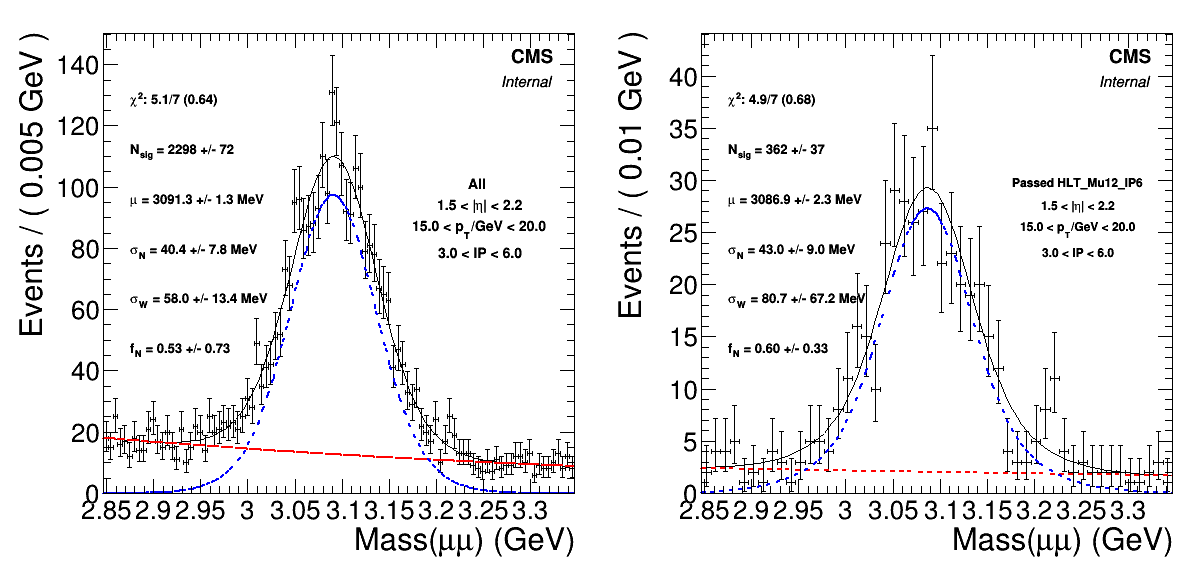 CMS
Internal
χ²: 5.1/7 (0.64)
N_sig = 2298 +/- 72
μ = 3091.3 +/- 1.3 MeV
σ_N = 40.4 +/- 7.8 MeV
σ_W = 58.0 +/- 13.4 MeV
f_N = 0.53 +/- 0.73
All
1.5 < |η| < 2.2
15.0 < p_T/GeV < 20.0
3.0 < IP < 6.0
Events / ( 0.005 GeV )
140
120
100
80
60
40
20
0
2.85 2.9 2.95 3 3.05 3.1 3.15 3.2 3.25 3.3
Mass(μμ) (GeV)
CMS
Internal
χ²: 4.9/7 (0.68)
N_sig = 362 +/- 37
μ = 3086.9 +/- 2.3 MeV
σ_N = 43.0 +/- 9.0 MeV
σ_W = 80.7 +/- 67.2 MeV
f_N = 0.60 +/- 0.33
Passed HLT_Mu12_IP6
1.5 < |η| < 2.2
15.0 < p_T/GeV < 20.0
3.0 < IP < 6.0
Events / ( 0.01 GeV )
40
35
30
25
20
15
10
5
0
2.85 2.9 2.95 3 3.05 3.1 3.15 3.2 3.25 3.3
Mass(μμ) (GeV)